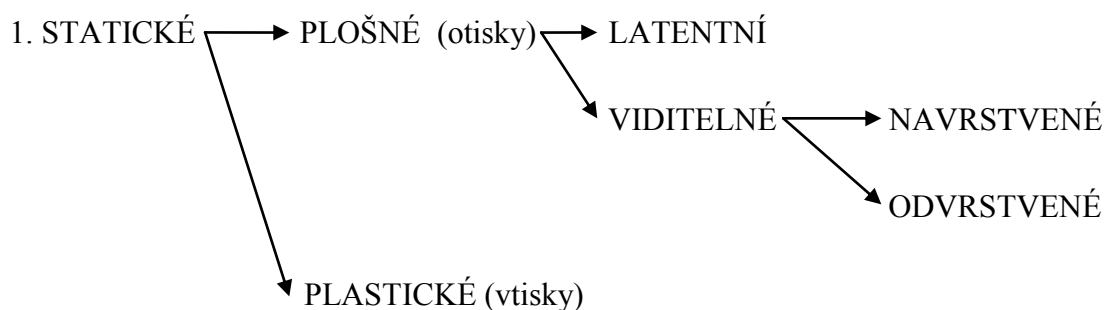 1. STATICKÉ PLOŠNÉ (otisky) LATENTNÍ
VIDITELNÉ NAVRSTVENÉ
ODVRSTVENÉ
PLASTICKÉ (vtisky)